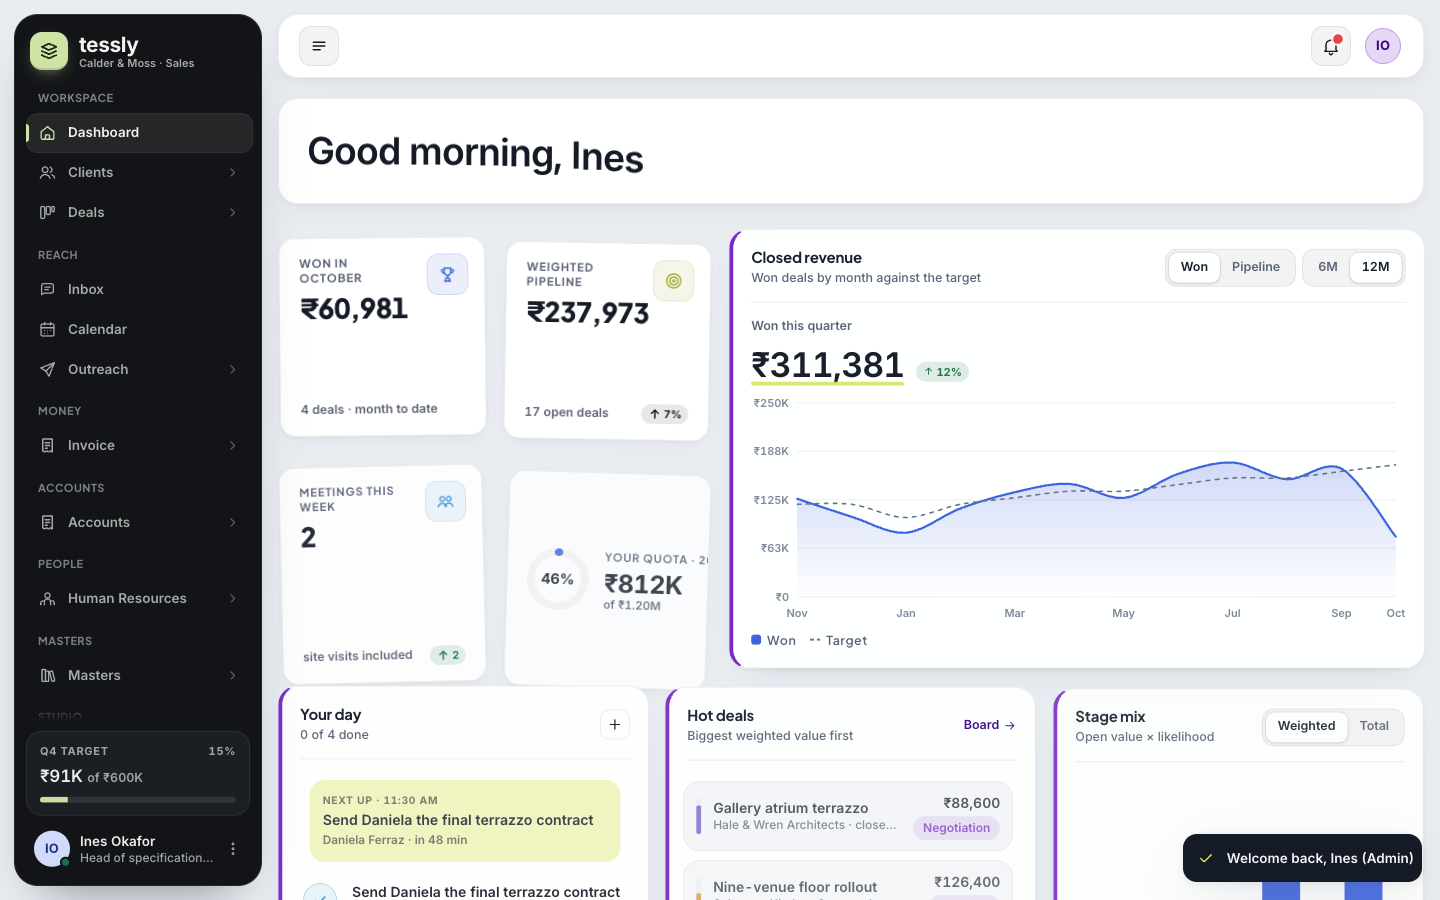 tessly
Calder & Moss · Sales
WORKSPACE
Dashboard
Clients
Deals
REACH
Inbox
Calendar
Outreach
MONEY
Invoice
ACCOUNTS
Accounts
PEOPLE
Human Resources
MASTERS
Masters
STUDIO
Q4 TARGET 15%
₹91K of ₹600K
IO
Ines Okafor
Head of specification...
IO
Good morning, Ines
WON IN
OCTOBER
₹60,981
4 deals · month to date
WEIGHTED
PIPELINE
₹237,973
17 open deals
↑ 7%
MEETINGS THIS
WEEK
2
site visits included
↑ 2
46%
YOUR QUOTA ·
₹812K
of ₹1.20M
Closed revenue
Won deals by month against the target
Won Pipeline
6M 12M
Won this quarter
₹311,381
↑ 12%
₹250K
₹188K
₹125K
₹63K
₹0
Nov Jan Mar May Jul Sep Oct
Won Target
Your day
0 of 4 done
NEXT UP · 11:30 AM
Send Daniela the final terrazzo contract
Daniela Ferraz · in 48 min
Send Daniela the final terrazzo contract
Hot deals
Biggest weighted value first
Board →
Gallery atrium terrazzo
Hale & Wren Architects · close...
₹88,600
Negotiation
Nine-venue floor rollout
₹126,400
Stage mix
Open value × likelihood
Weighted Total
Welcome back, Ines (Admin)